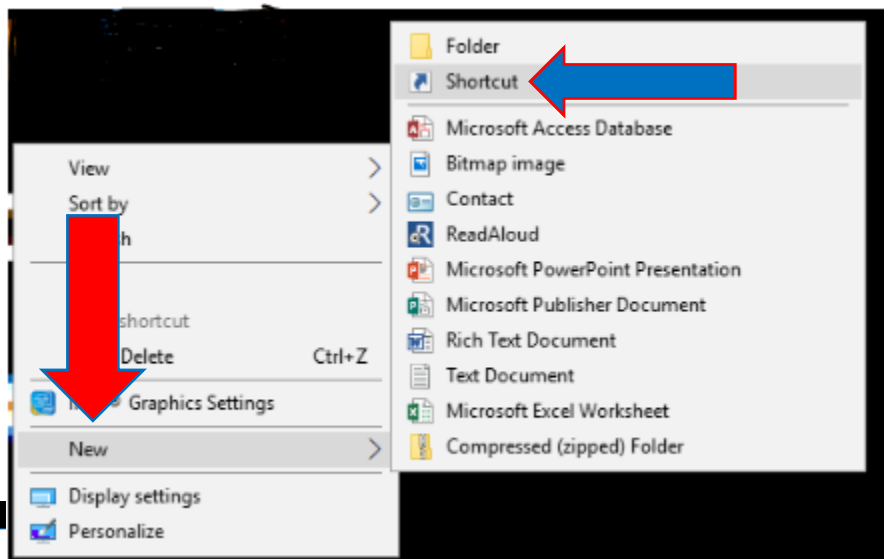 View
Sort by
shortcut
Delete Ctrl+Z
Graphics Settings
New
Display settings
Personalize
Folder
Shortcut
Microsoft Access Database
Bitmap image
Contact
ReadAloud
Microsoft PowerPoint Presentation
Microsoft Publisher Document
Rich Text Document
Text Document
Microsoft Excel Worksheet
Compressed (zipped) Folder